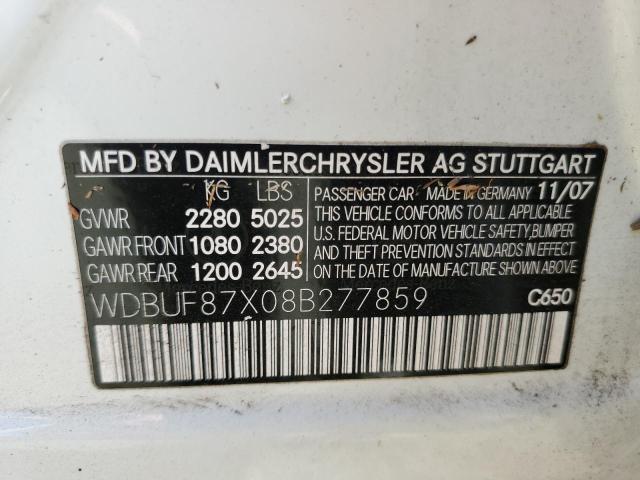 MFD BY DAIMLERCHRYSLER AG STUTTGART
KG LBS
GVWR 2280 5025
GAWR FRONT 1080 2380
GAWR REAR 1200 2645
PASSENGER CAR MADE IN GERMANY 11/07
THIS VEHICLE CONFORMS TO ALL APPLICABLE
U.S. FEDERAL MOTOR VEHICLE SAFETY, BUMPER
AND THEFT PREVENTION STANDARDS IN EFFECT
ON THE DATE OF MANUFACTURE SHOWN ABOVE.
WDBUF87X08B277859 C650